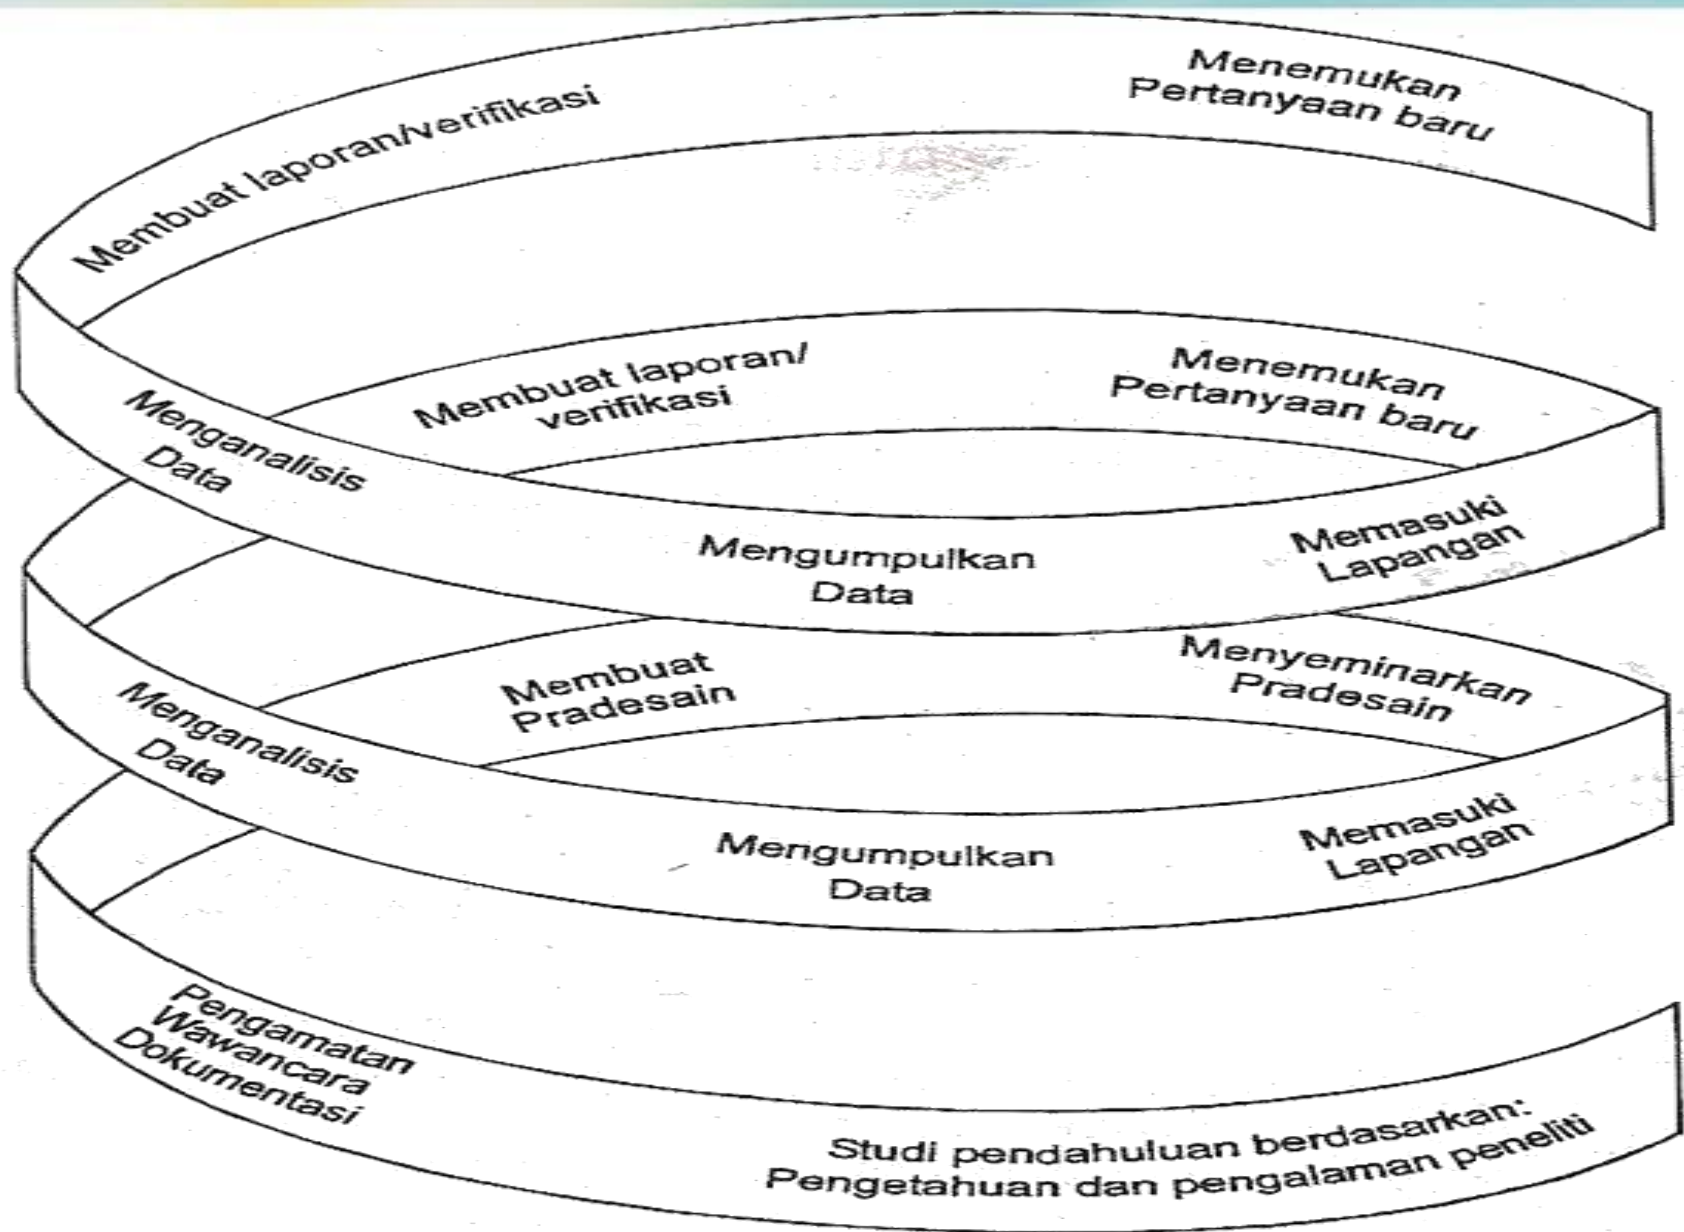 Membuat laporan/verifikasi
Menemukan
Pertanyaan baru
Membuat laporan/
verifikasi
Menemukan
Pertanyaan baru
Menganalisis
Data
Mengumpulkan
Data
Memasuki
Lapangan
Membuat
Pradesain
Menyeminarkan
Pradesain
Menganalisis
Data
Mengumpulkan
Data
Memasuki
Lapangan
Pengamatan
Wawancara
Dokumentasi
Studi pendahuluan berdasarkan:
Pengetahuan dan pengalaman peneliti